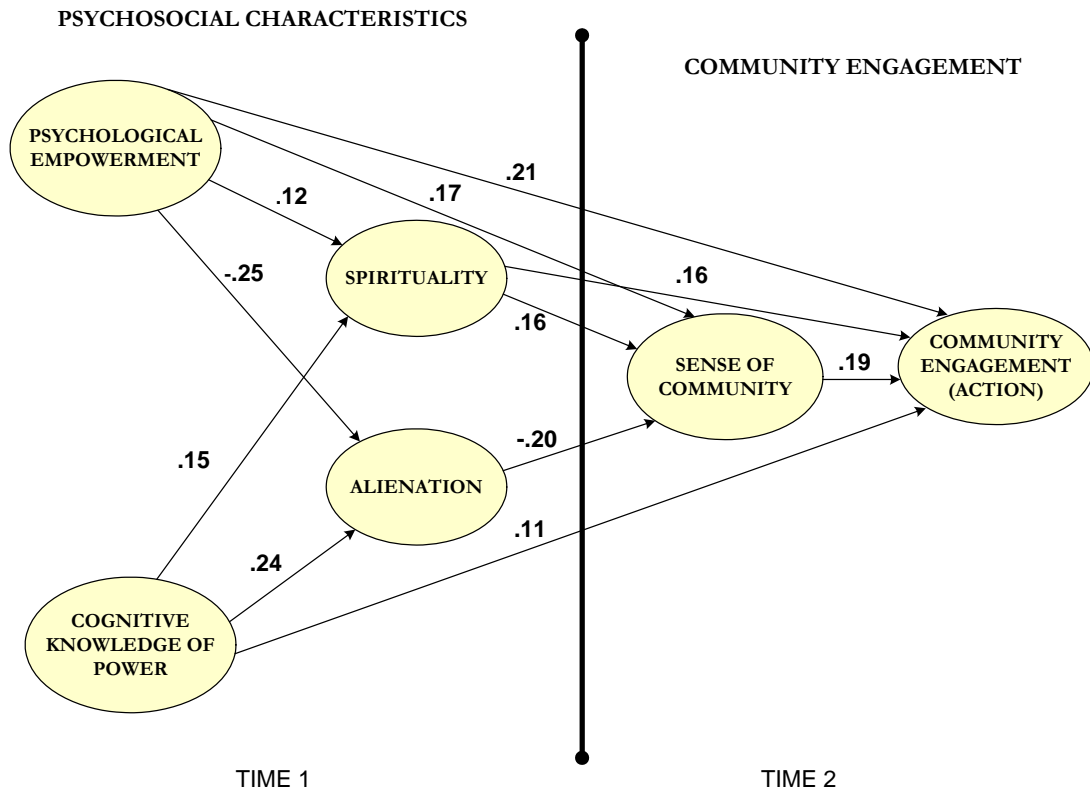 PSYCHOSOCIAL CHARACTERISTICS
COMMUNITY ENGAGEMENT
PSYCHOLOGICAL
EMPOWERMENT
.21
.17
.12
SPIRITUALITY
-.25
.16
.16
COMMUNITY
ENGAGEMENT
(ACTION)
SENSE OF
COMMUNITY
.19
-.20
.15
ALIENATION
.11
.24
COGNITIVE
KNOWLEDGE OF
POWER
TIME 1
TIME 2